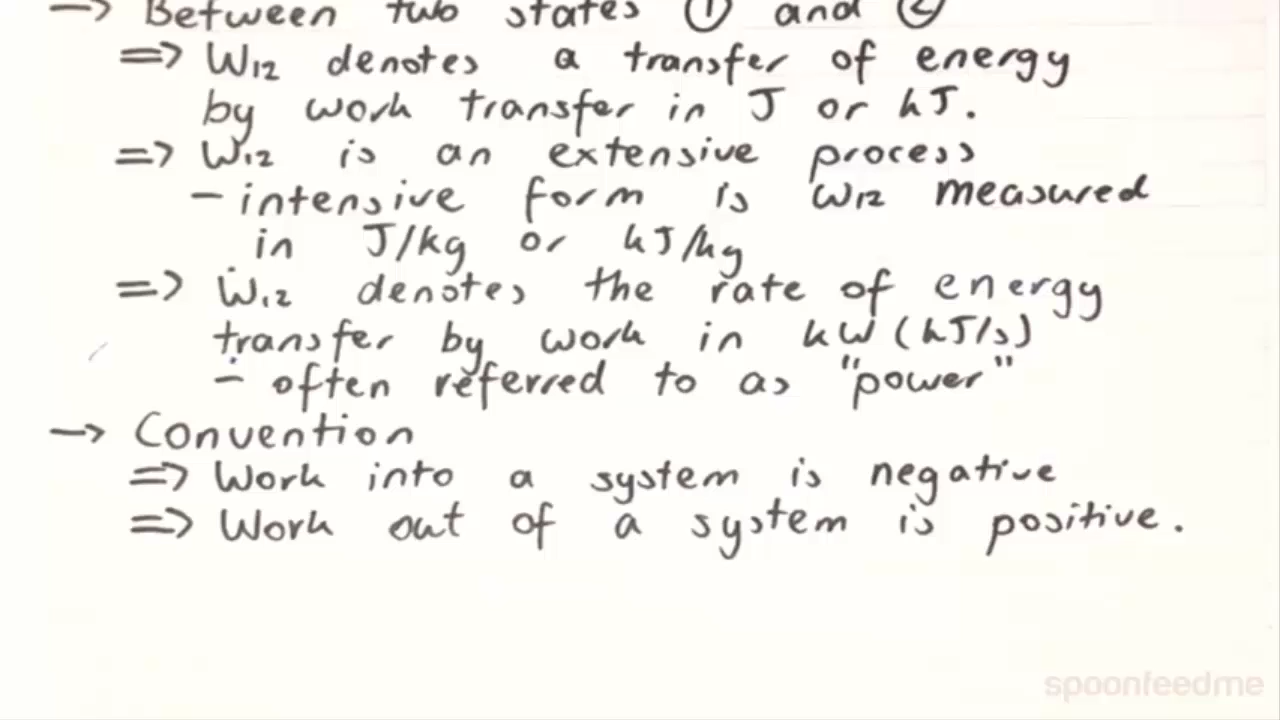 → Between two states ① and ②
=> W₁₂ denotes a transfer of energy
by work transfer in J or kJ.
=> W₁₂ is an extensive process
- intensive form is w₁₂ measured
in J/kg or kJ/kg
=> Ẇ₁₂ denotes the rate of energy
transfer by work in kW (kJ/s)
- often referred to as "power"
→ Convention
=> Work into a system is negative
=> Work out of a system is positive.
spoonfeedme